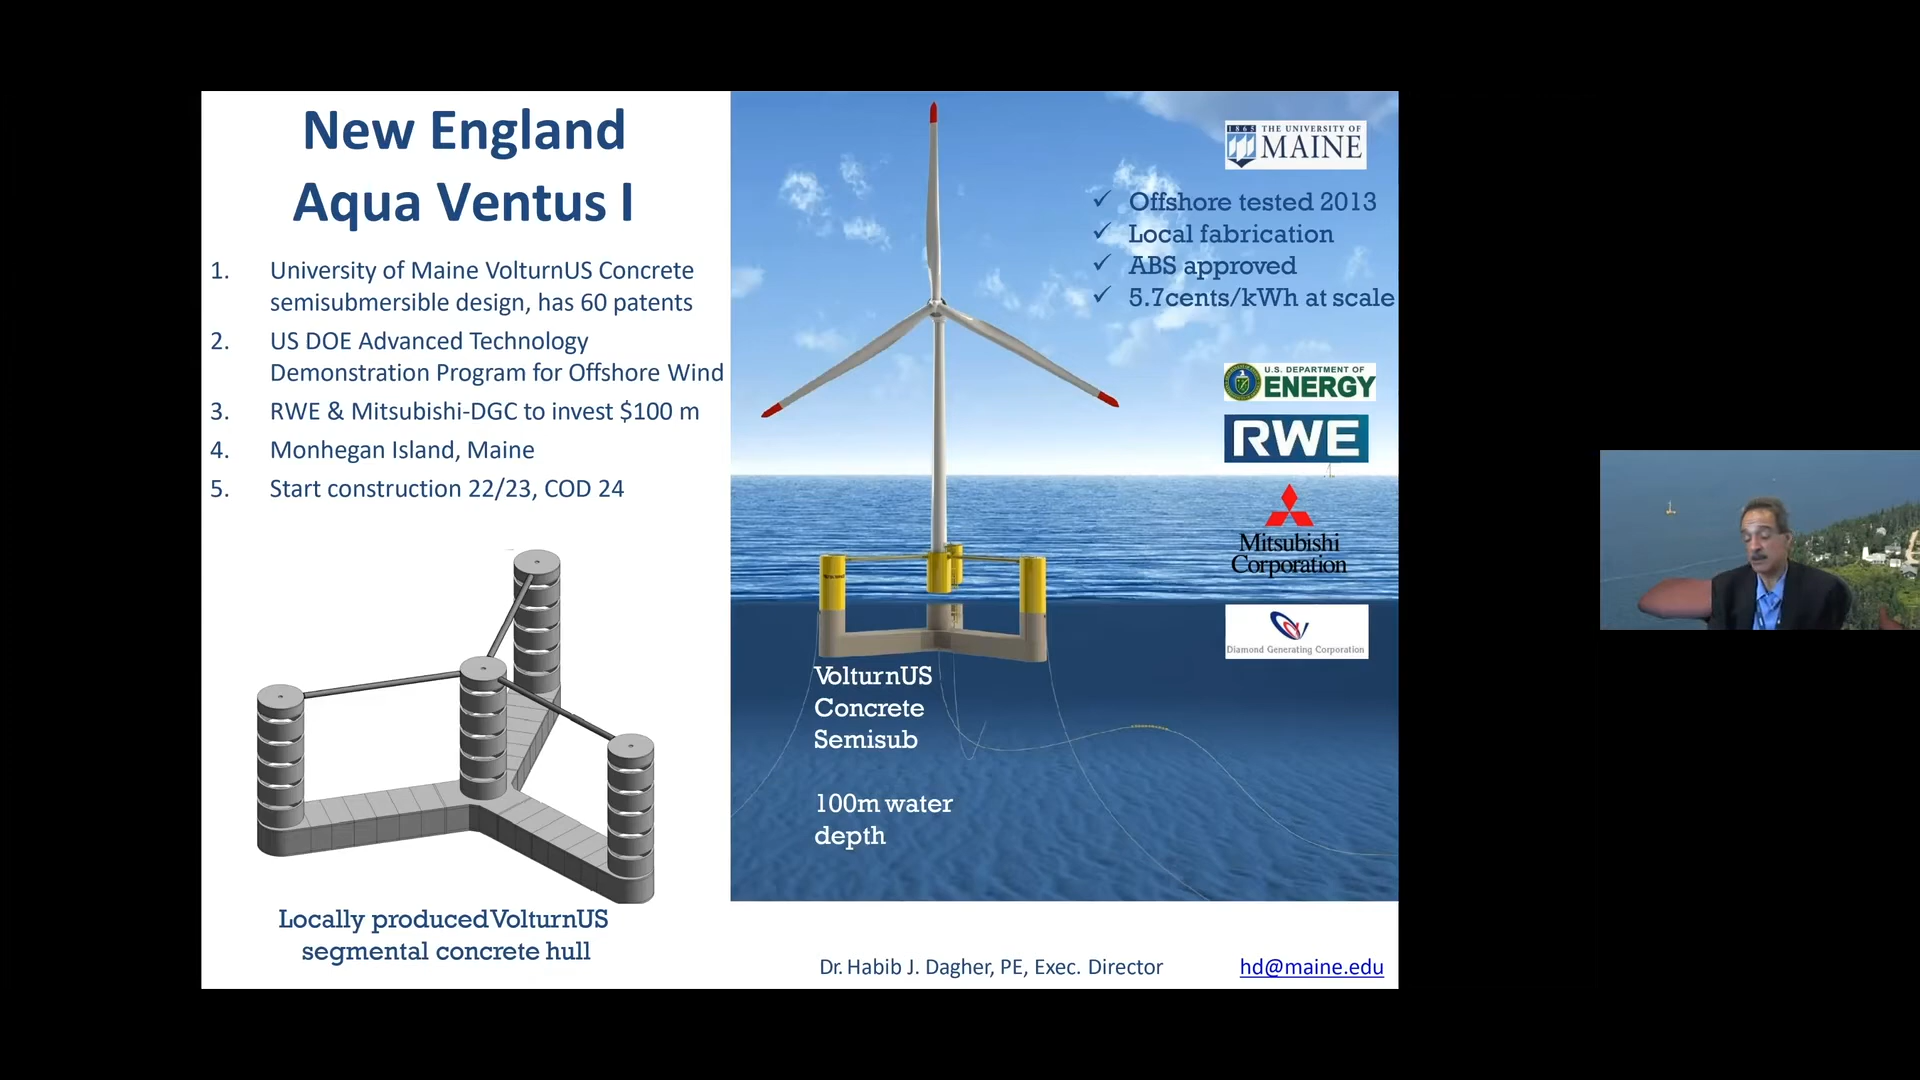 New England
Aqua Ventus I
1. University of Maine VolturnUS Concrete
semisubmersible design, has 60 patents
2. US DOE Advanced Technology
Demonstration Program for Offshore Wind
3. RWE & Mitsubishi-DGC to invest $100 m
4. Monhegan Island, Maine
5. Start construction 22/23, COD 24
Locally produced VolturnUS
segmental concrete hull
1865 THE UNIVERSITY OF
MAINE
✓ Offshore tested 2013
✓ Local fabrication
✓ ABS approved
✓ 5.7cents/kWh at scale
U.S. DEPARTMENT OF
ENERGY
RWE
Mitsubishi
Corporation
Diamond Generating Corporation
VolturnUS
Concrete
Semisub
100m water
depth
Dr. Habib J. Dagher, PE, Exec. Director
hd@maine.edu